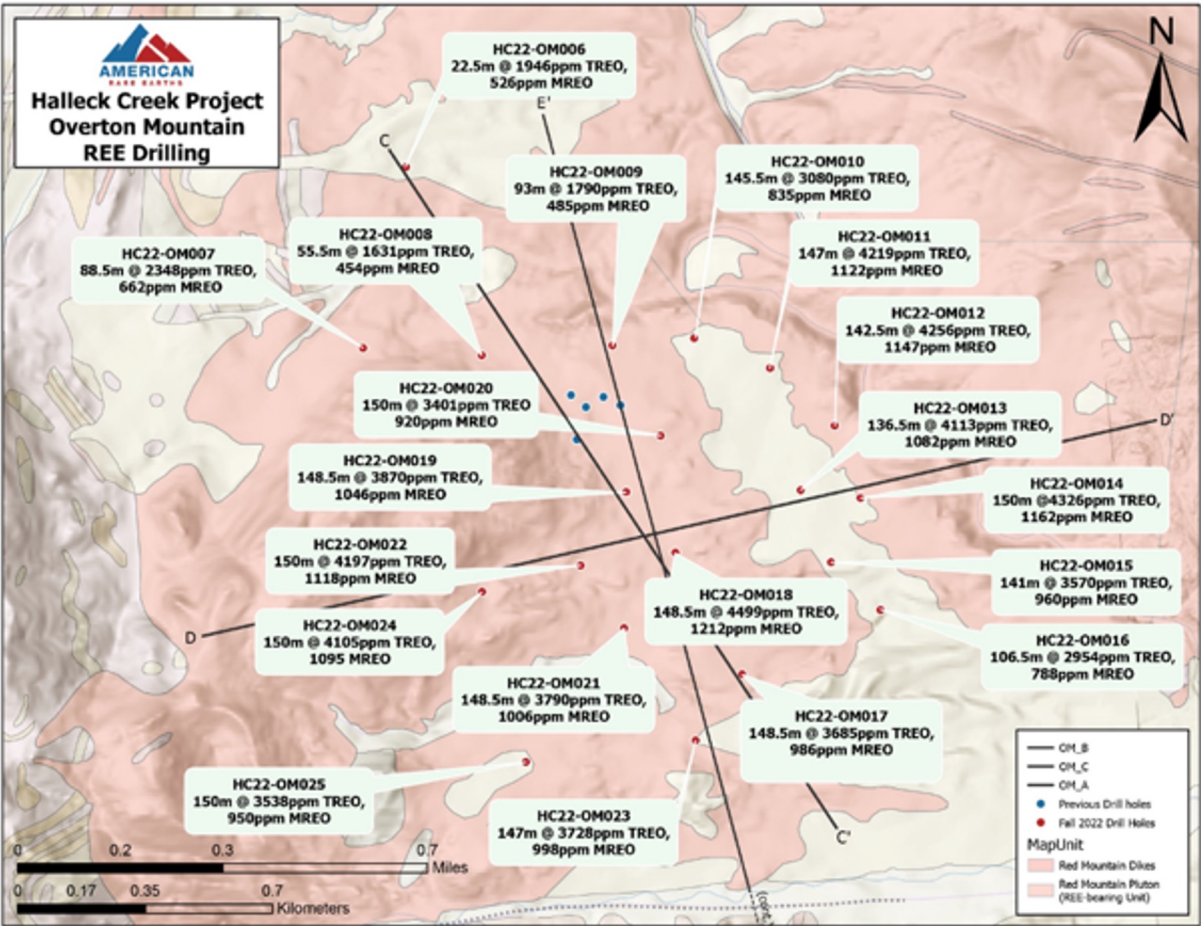 AMERICAN
RARE EARTHS
Halleck Creek Project
Overton Mountain
REE Drilling
N
HC22-OM006
22.5m @ 1946ppm TREO,
526ppm MREO
E'
C
HC22-OM009
93m @ 1790ppm TREO,
485ppm MREO
HC22-OM010
145.5m @ 3080ppm TREO,
835ppm MREO
HC22-OM008
55.5m @ 1631ppm TREO,
454ppm MREO
HC22-OM007
88.5m @ 2348ppm TREO,
662ppm MREO
HC22-OM011
147m @ 4219ppm TREO,
1122ppm MREO
HC22-OM012
142.5m @ 4256ppm TREO,
1147ppm MREO
HC22-OM020
150m @ 3401ppm TREO
920ppm MREO
HC22-OM013
136.5m @ 4113ppm TREO,
1082ppm MREO
D'
HC22-OM019
148.5m @ 3870ppm TREO,
1046ppm MREO
HC22-OM014
150m @4326ppm TREO,
1162ppm MREO
HC22-OM022
150m @ 4197ppm TREO,
1118ppm MREO
HC22-OM015
141m @ 3570ppm TREO,
960ppm MREO
HC22-OM018
148.5m @ 4499ppm TREO,
1212ppm MREO
D
HC22-OM024
150m @ 4105ppm TREO,
1095 MREO
HC22-OM016
106.5m @ 2954ppm TREO,
788ppm MREO
HC22-OM021
148.5m @ 3790ppm TREO,
1006ppm MREO
HC22-OM017
148.5m @ 3685ppm TREO,
986ppm MREO
HC22-OM025
150m @ 3538ppm TREO,
950ppm MREO
HC22-OM023
147m @ 3728ppm TREO,
998ppm MREO
C'
OM_B
OM_C
OM_A
Previous Drill holes
Fall 2022 Drill Holes
MapUnit
Red Mountain Dikes
Red Mountain Pluton
(REE-bearing Unit)
0 0.2 0.3 0.7
Miles
0 0.17 0.35 0.7
Kilometers
(cont.)